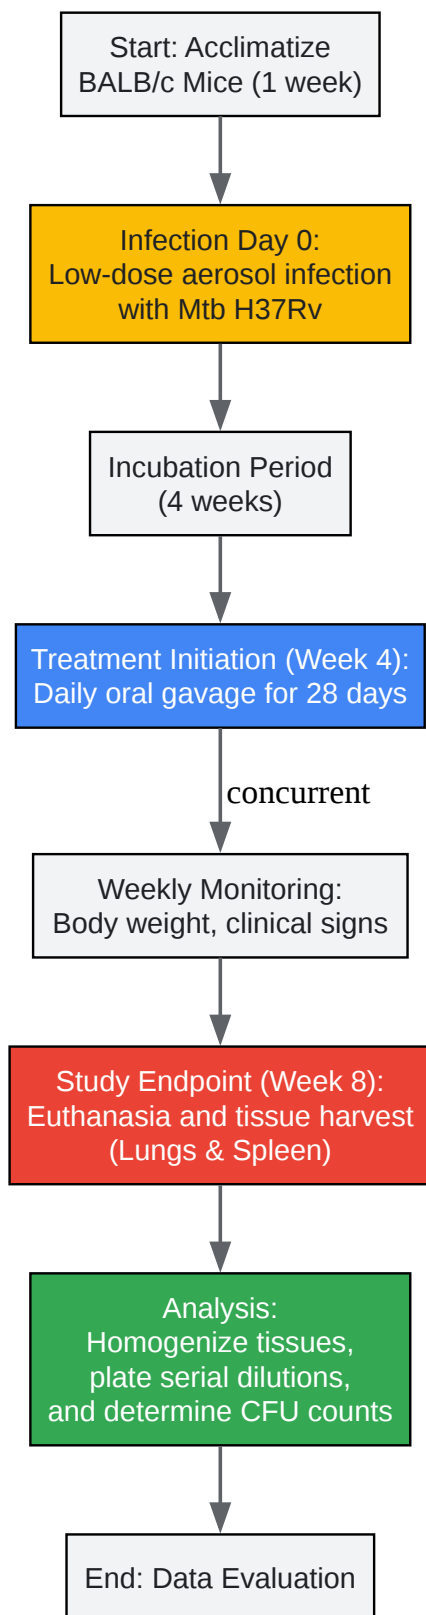 Start: Acclimatize
BALB/c Mice (1 week)
Infection Day 0:
Low-dose aerosol infection
with Mtb H37Rv
Incubation Period
(4 weeks)
Treatment Initiation (Week 4):
Daily oral gavage for 28 days
concurrent
Weekly Monitoring:
Body weight, clinical signs
Study Endpoint (Week 8):
Euthanasia and tissue harvest
(Lungs & Spleen)
Analysis:
Homogenize tissues,
plate serial dilutions,
and determine CFU counts
End: Data Evaluation